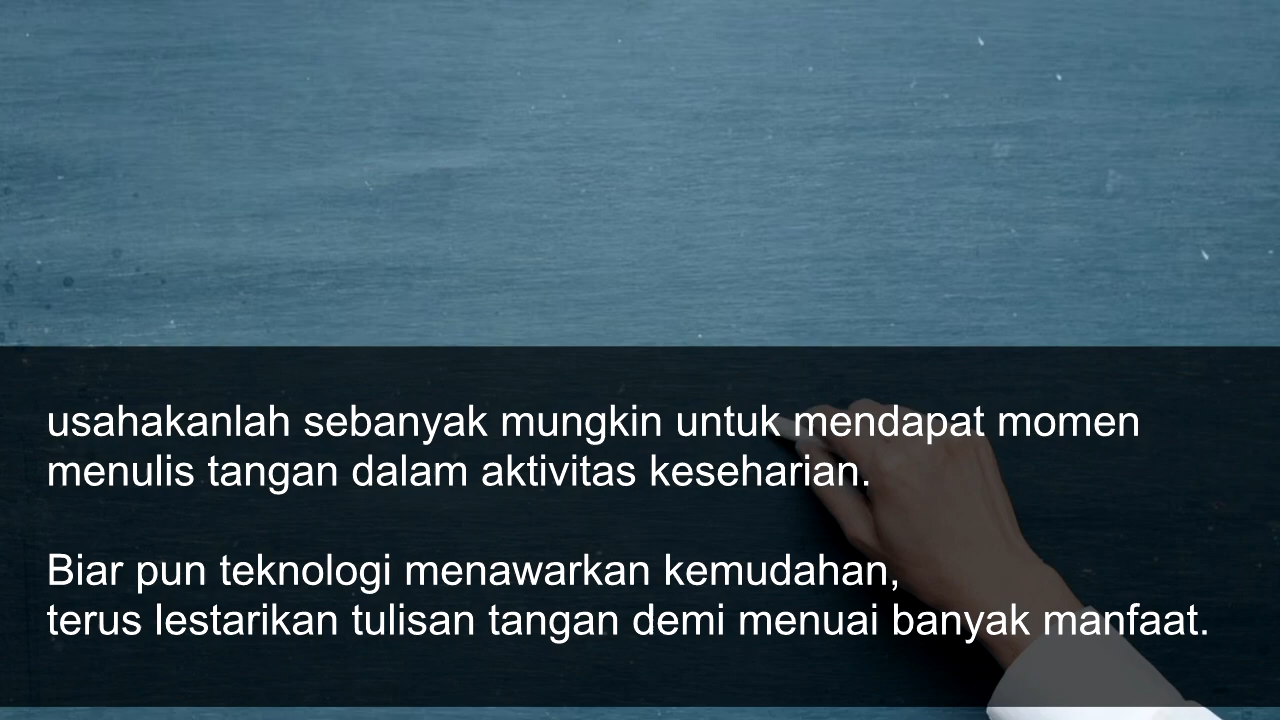 usahakanlah sebanyak mungkin untuk mendapat momen
menulis tangan dalam aktivitas keseharian.
Biar pun teknologi menawarkan kemudahan,
terus lestarikan tulisan tangan demi menuai banyak manfaat.